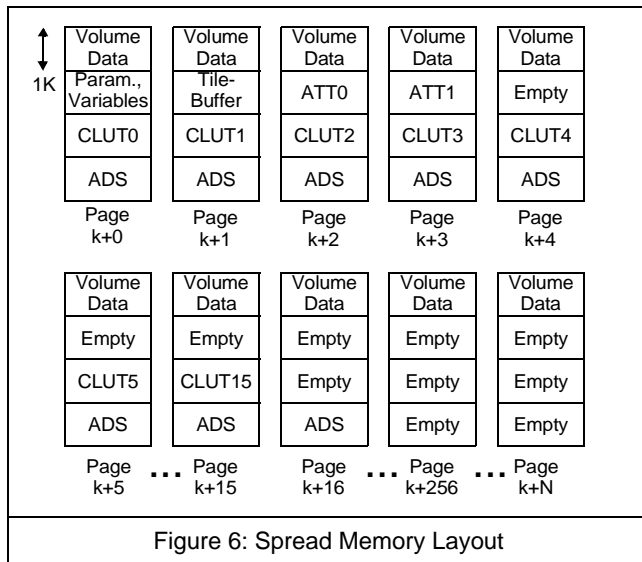 1K
Volume Data
Param., Variables
CLUT0
ADS
Page k+0
Volume Data
Tile-Buffer
CLUT1
ADS
Page k+1
Volume Data
ATT0
CLUT2
ADS
Page k+2
Volume Data
ATT1
CLUT3
ADS
Page k+3
Volume Data
Empty
CLUT4
ADS
Page k+4
Volume Data
Empty
CLUT5
ADS
Page k+5
...
Volume Data
Empty
CLUT15
ADS
Page k+15
Volume Data
Empty
Empty
ADS
Page k+16
...
Volume Data
Empty
Empty
Empty
Page k+256
...
Volume Data
Empty
Empty
Empty
Page k+N
Figure 6: Spread Memory Layout